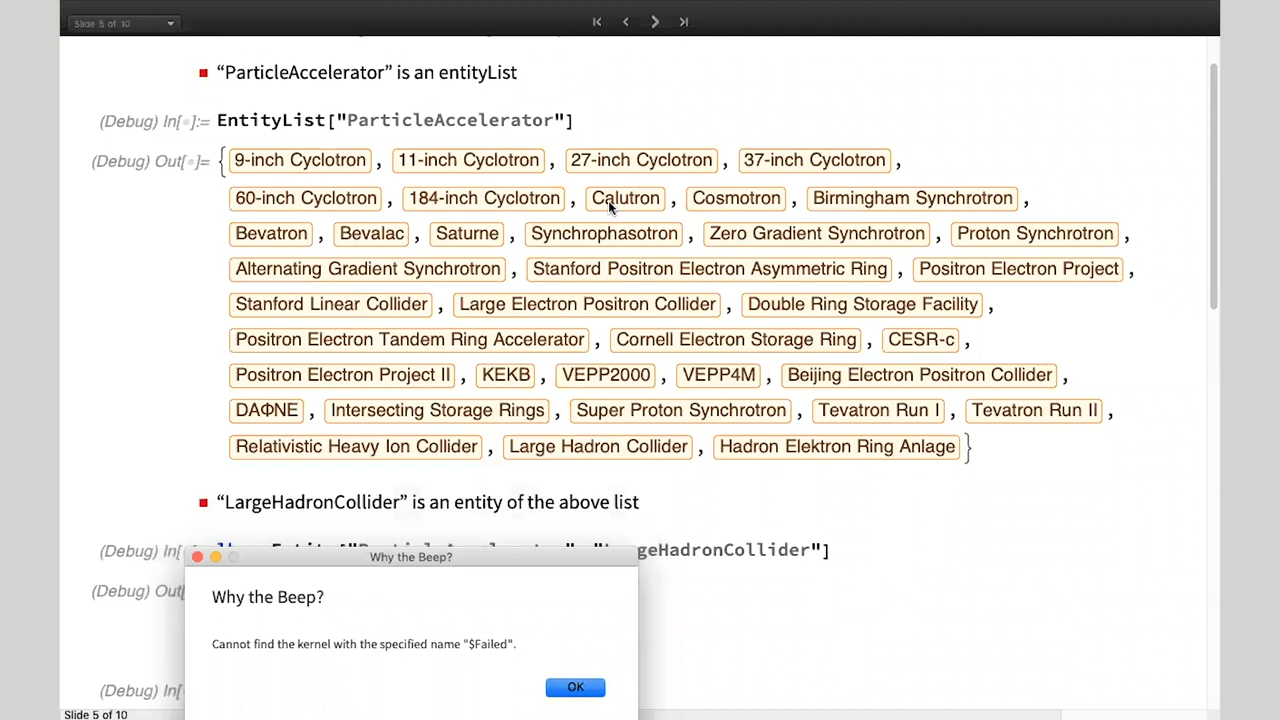 Slide 5 of 10
"ParticleAccelerator" is an entityList
(Debug) In[ ]:= EntityList["ParticleAccelerator"]
(Debug) Out[ ]= { 9-inch Cyclotron , 11-inch Cyclotron , 27-inch Cyclotron , 37-inch Cyclotron ,
60-inch Cyclotron , 184-inch Cyclotron , Calutron , Cosmotron , Birmingham Synchrotron ,
Bevatron , Bevalac , Saturne , Synchrophasotron , Zero Gradient Synchrotron , Proton Synchrotron ,
Alternating Gradient Synchrotron , Stanford Positron Electron Asymmetric Ring , Positron Electron Project ,
Stanford Linear Collider , Large Electron Positron Collider , Double Ring Storage Facility ,
Positron Electron Tandem Ring Accelerator , Cornell Electron Storage Ring , CESR-c ,
Positron Electron Project II , KEKB , VEPP2000 , VEPP4M , Beijing Electron Positron Collider ,
DAΦNE , Intersecting Storage Rings , Super Proton Synchrotron , Tevatron Run I , Tevatron Run II ,
Relativistic Heavy Ion Collider , Large Hadron Collider , Hadron Elektron Ring Anlage }
"LargeHadronCollider" is an entity of the above list
(Debug) In[ geHadronCollider"]
Why the Beep?
(Debug) Out[
Why the Beep?
Cannot find the kernel with the specified name "$Failed".
OK
(Debug) In[
Slide 5 of 10